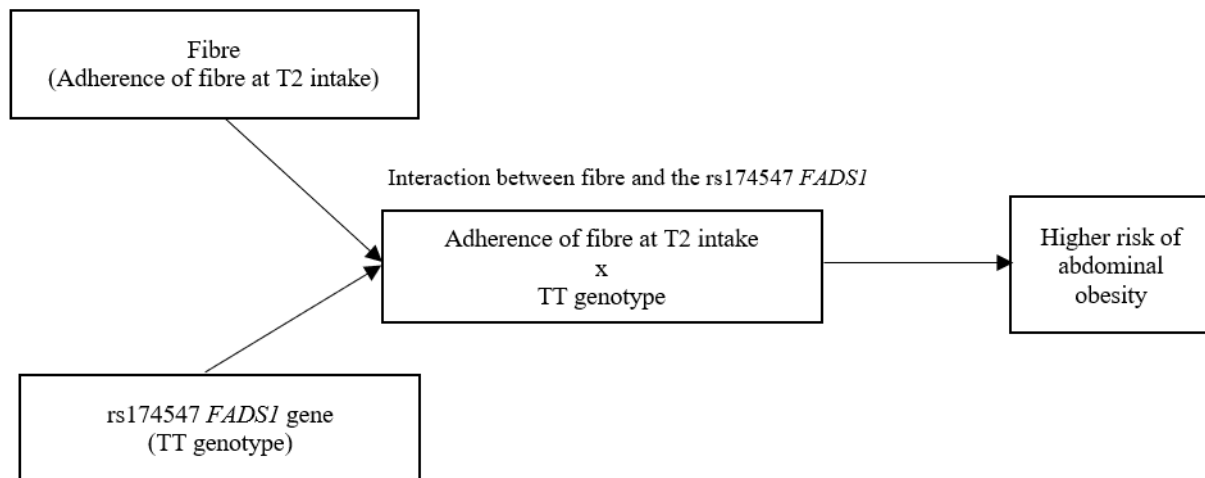 Fibre
(Adherence of fibre at T2 intake)
Interaction between fibre and the rs174547 FADS1
Adherence of fibre at T2 intake
x
TT genotype
Higher risk of
abdominal
obesity
rs174547 FADS1 gene
(TT genotype)